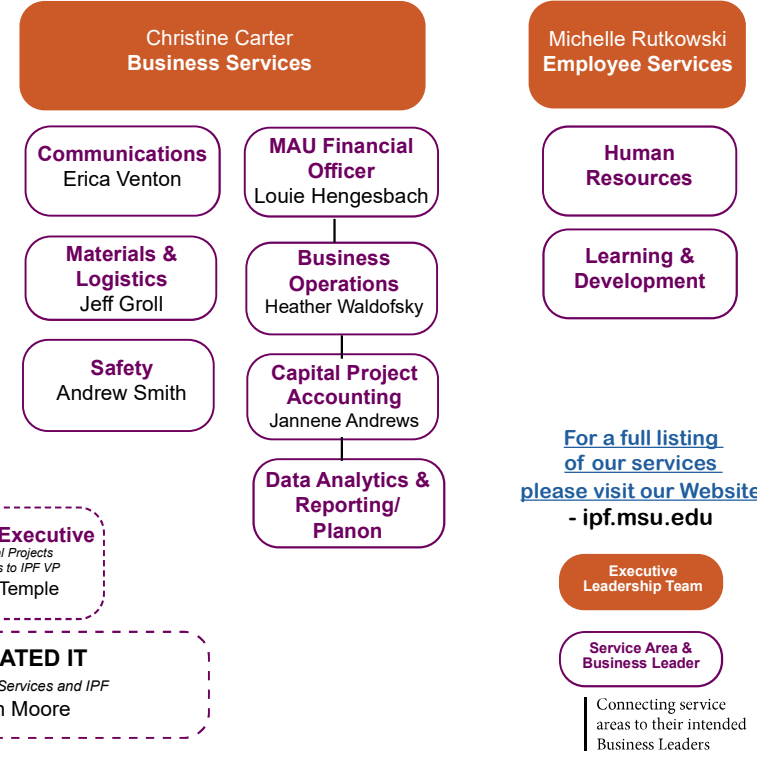 Christine Carter
Business Services
Michelle Rutkowski
Employee Services
Communications
Erica Venton
Materials &
Logistics
Jeff Groll
Safety
Andrew Smith
MAU Financial
Officer
Louie Hengesbach
Business
Operations
Heather Waldofsky
Capital Project
Accounting
Jannene Andrews
Data Analytics &
Reporting/
Planon
Human
Resources
Learning &
Development
Executive
Projects
to IPF VP
Temple
ATED IT
Services and IPF
Moore
For a full listing
of our services
please visit our Website
- ipf.msu.edu
Executive
Leadership Team
Service Area &
Business Leader
Connecting service
areas to their intended
Business Leaders